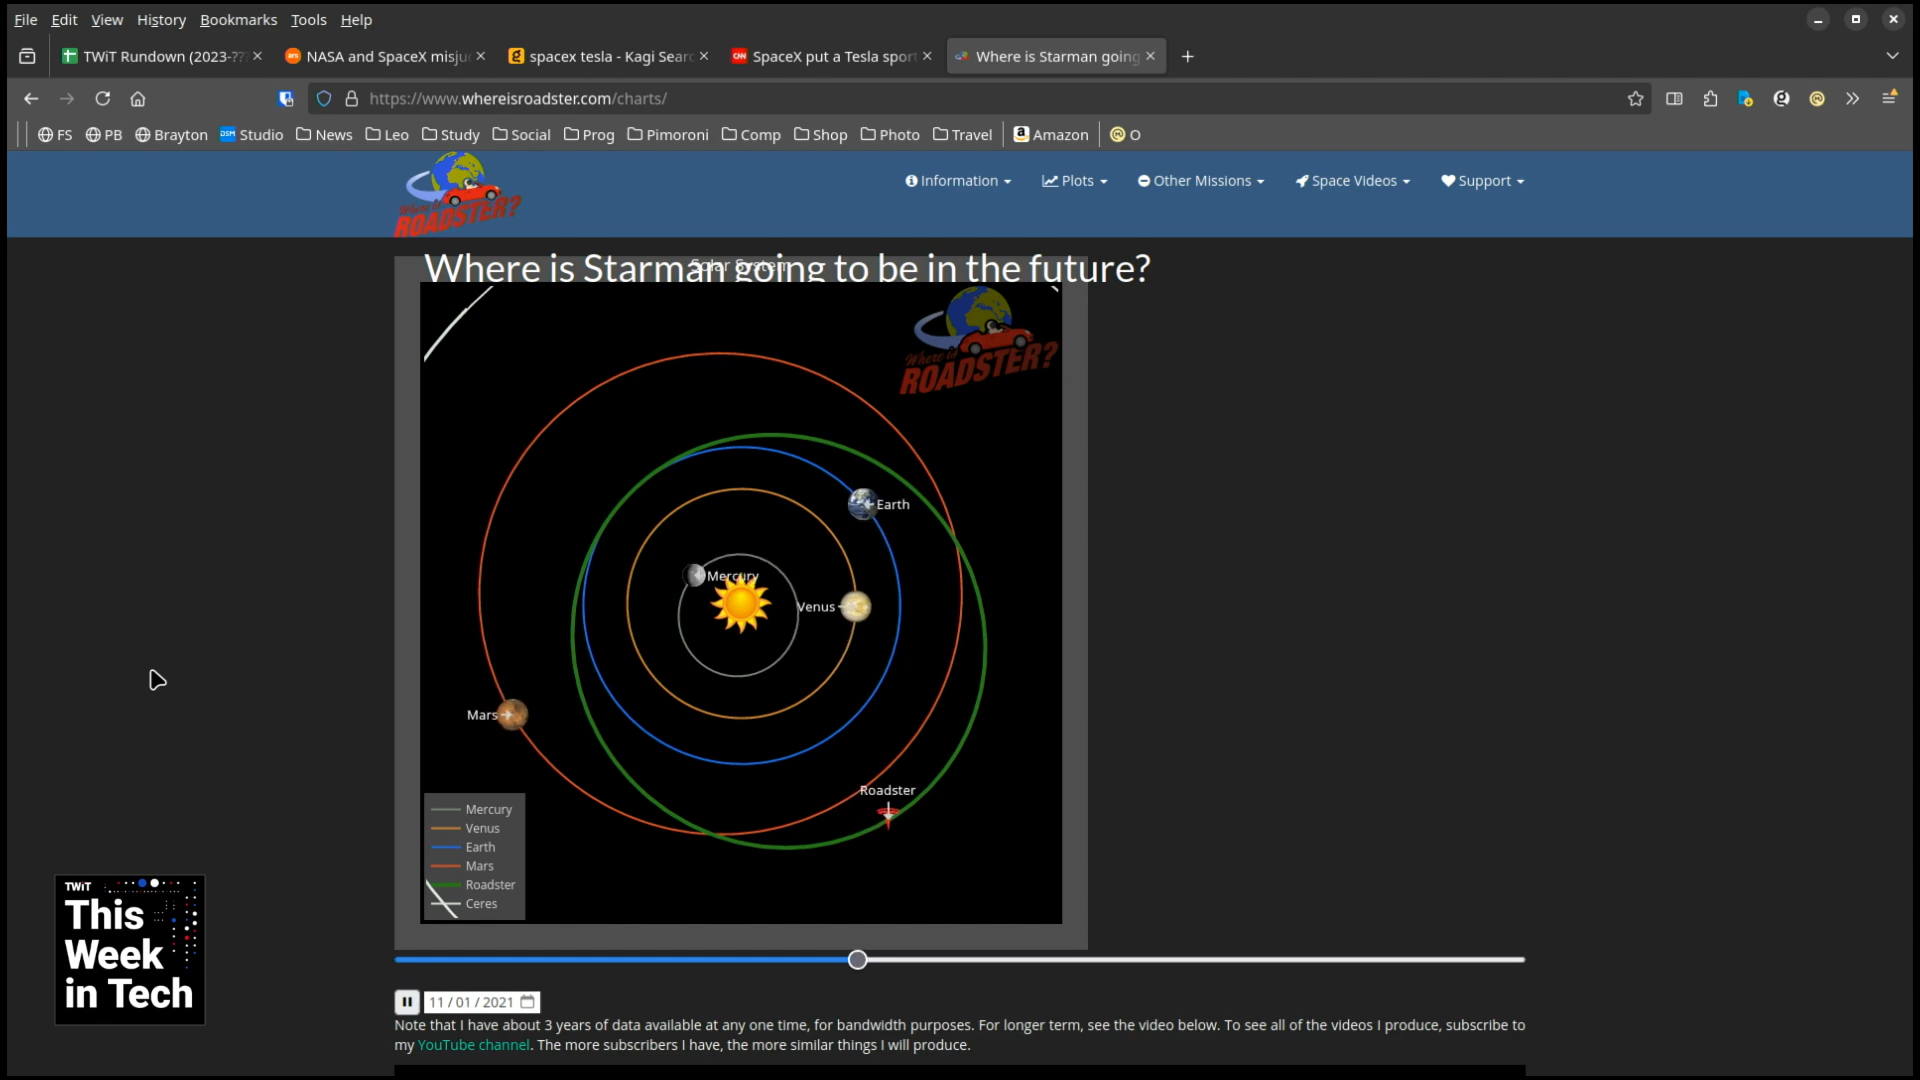 File Edit View History Bookmarks Tools Help
TWiT Rundown (2023-??? NASA and SpaceX misju spacex tesla - Kagi Searc SpaceX put a Tesla sport Where is Starman going
https://www.whereisroadster.com/charts/
FS PB Brayton DSM Studio News Leo Study Social Prog Pimoroni Comp Shop Photo Travel Amazon O
Where is
ROADSTER?
Information Plots Other Missions Space Videos Support
Where is Starman going to be in the future?
Solar System
Where is
ROADSTER?
Earth
Mercury
Venus
Mars
Roadster
Mercury
Venus
Earth
Mars
Roadster
Ceres
TWiT
This
Week
in Tech
11 / 01 / 2021
Note that I have about 3 years of data available at any one time, for bandwidth purposes. For longer term, see the video below. To see all of the videos I produce, subscribe to
my YouTube channel. The more subscribers I have, the more similar things I will produce.